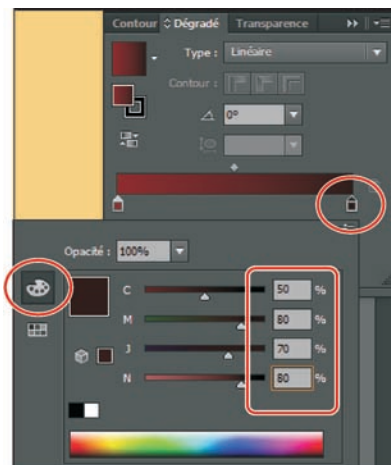 Contour Dégradé Transparence
Type : Linéaire
Contour :
0°
Opacité : 100%
C 50 %
M 80 %
J 70 %
N 80 %